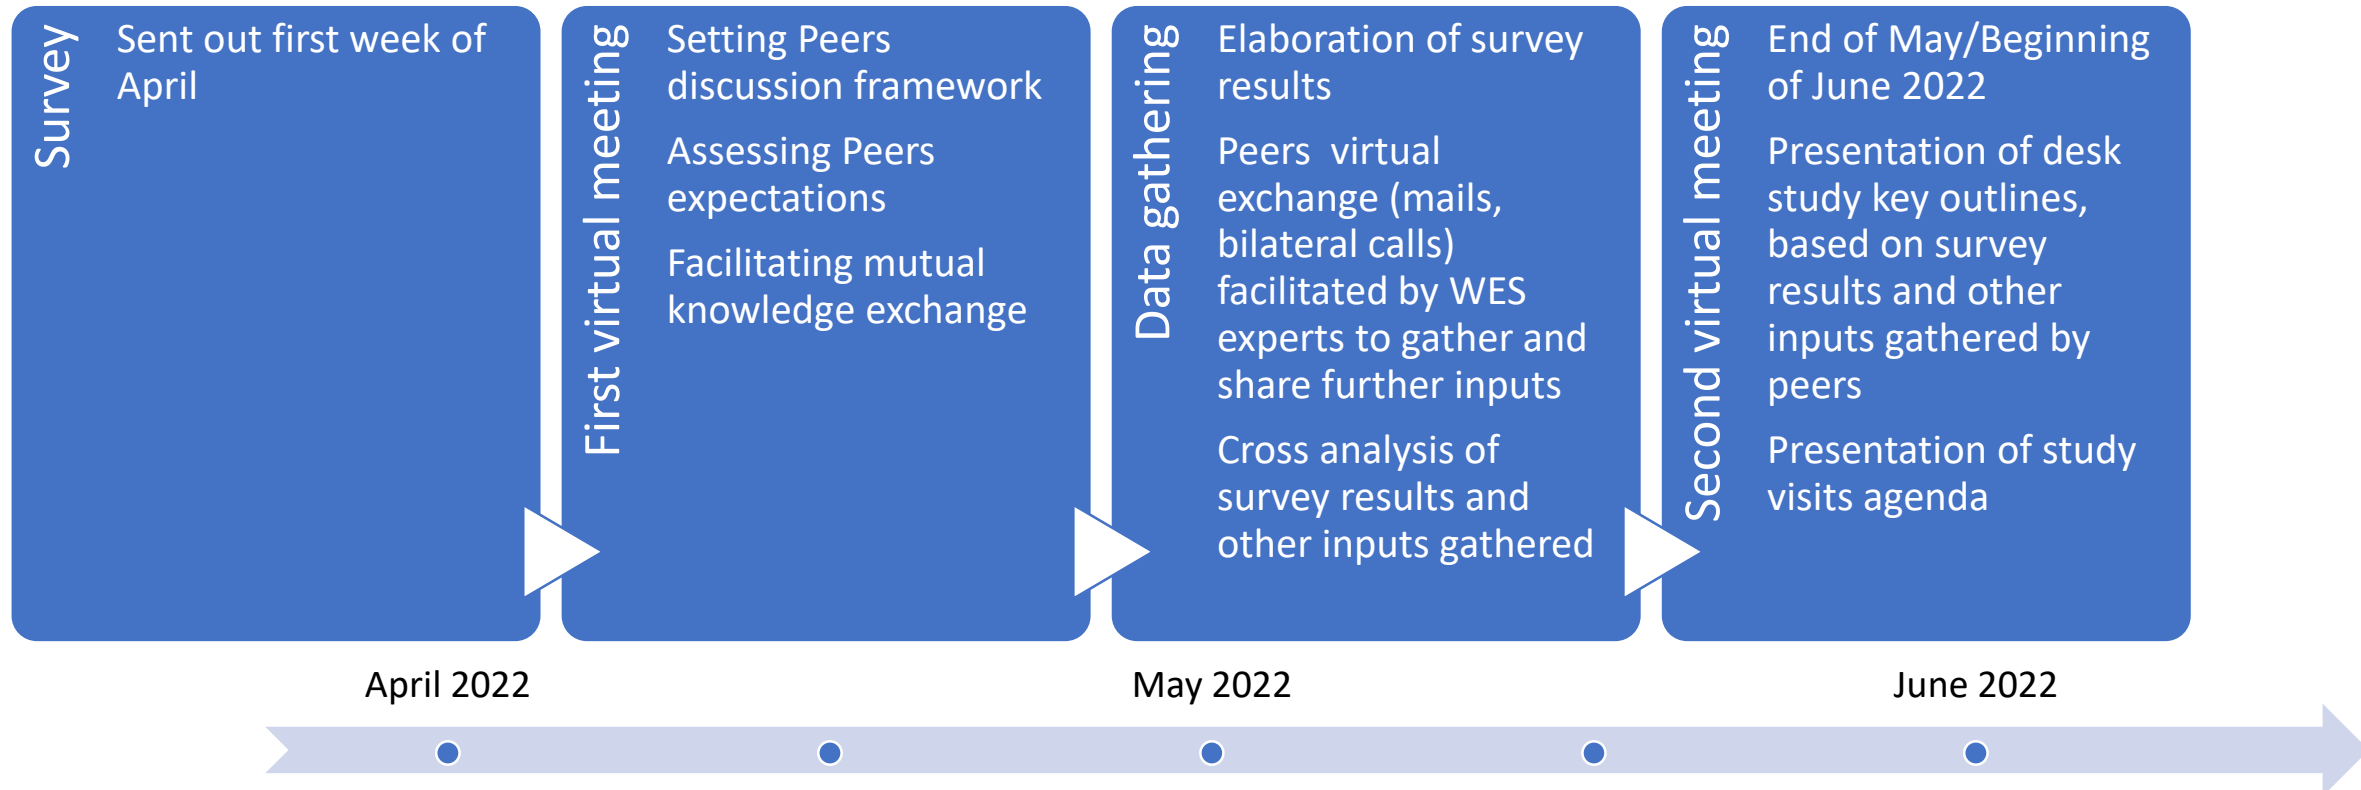 Survey
Sent out first week of
April
First virtual meeting
Setting Peers
discussion framework
Assessing Peers
expectations
Facilitating mutual
knowledge exchange
Data gathering
Elaboration of survey
results
Peers  virtual
exchange (mails,
bilateral calls)
facilitated by WES
experts to gather and
share further inputs
Cross analysis of
survey results and
other inputs gathered
Second virtual meeting
End of May/Beginning
of June 2022
Presentation of desk
study key outlines,
based on survey
results and other
inputs gathered by
peers
Presentation of study
visits agenda
April 2022
May 2022
June 2022